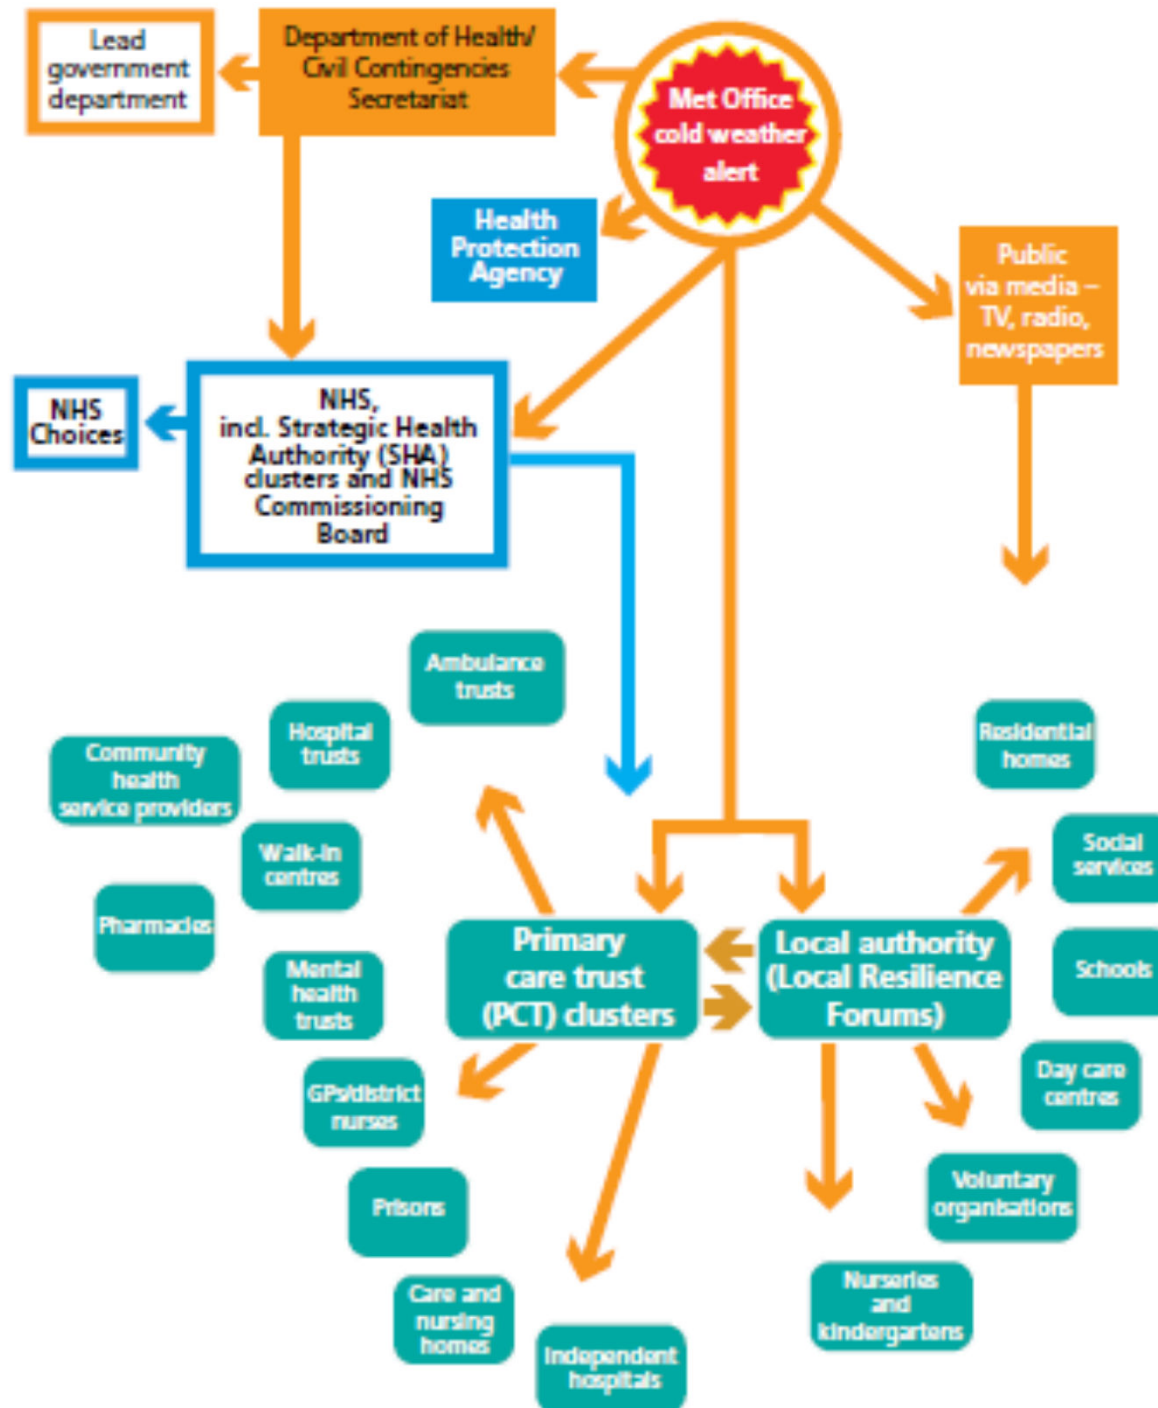 Lead
government
department
Department of Health/
Civil Contingencies
Secretariat
Met Office
cold weather
alert
Health
Protection
Agency
Public
via media –
TV, radio,
newspapers
NHS
Choices
NHS,
incl. Strategic Health
Authority (SHA)
clusters and NHS
Commissioning
Board
Ambulance
trusts
Hospital
trusts
Community
health
service providers
Walk-in
centres
Pharmacies
Mental
health
trusts
GPs/district
nurses
Prisons
Care and
nursing
homes
Independent
hospitals
Primary
care trust
(PCT) clusters
Local authority
(Local Resilience
Forums)
Residential
homes
Social
services
Schools
Day care
centres
Voluntary
organisations
Nurseries
and
kindergartens